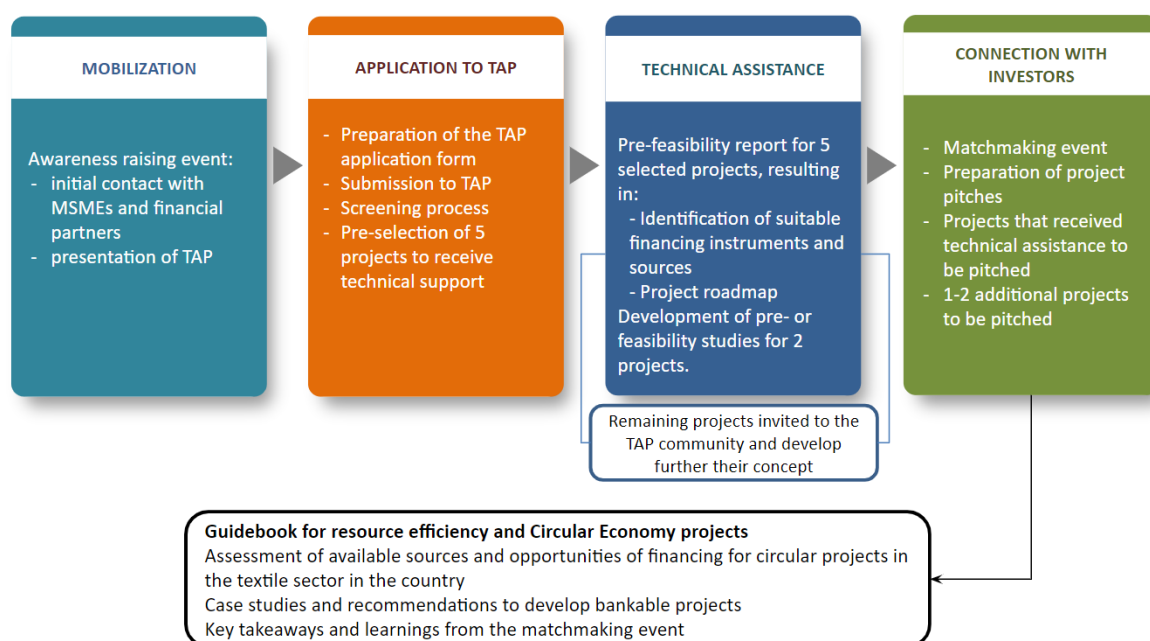 MOBILIZATION
Awareness raising event:
- initial contact with
MSMEs and financial
partners
- presentation of TAP
APPLICATION TO TAP
- Preparation of the TAP
application form
- Submission to TAP
- Screening process
- Pre-selection of 5
projects to receive
technical support
TECHNICAL ASSISTANCE
Pre-feasibility report for 5
selected projects, resulting
in:
- Identification of suitable
financing instruments and
sources
- Project roadmap
Development of pre- or
feasibility studies for 2
projects.
Remaining projects invited to the
TAP community and develop
further their concept
CONNECTION WITH
INVESTORS
- Matchmaking event
- Preparation of project
pitches
- Projects that received
technical assistance to
be pitched
- 1-2 additional projects
to be pitched
Guidebook for resource efficiency and Circular Economy projects
Assessment of available sources and opportunities of financing for circular projects in
the textile sector in the country
Case studies and recommendations to develop bankable projects
Key takeaways and learnings from the matchmaking event